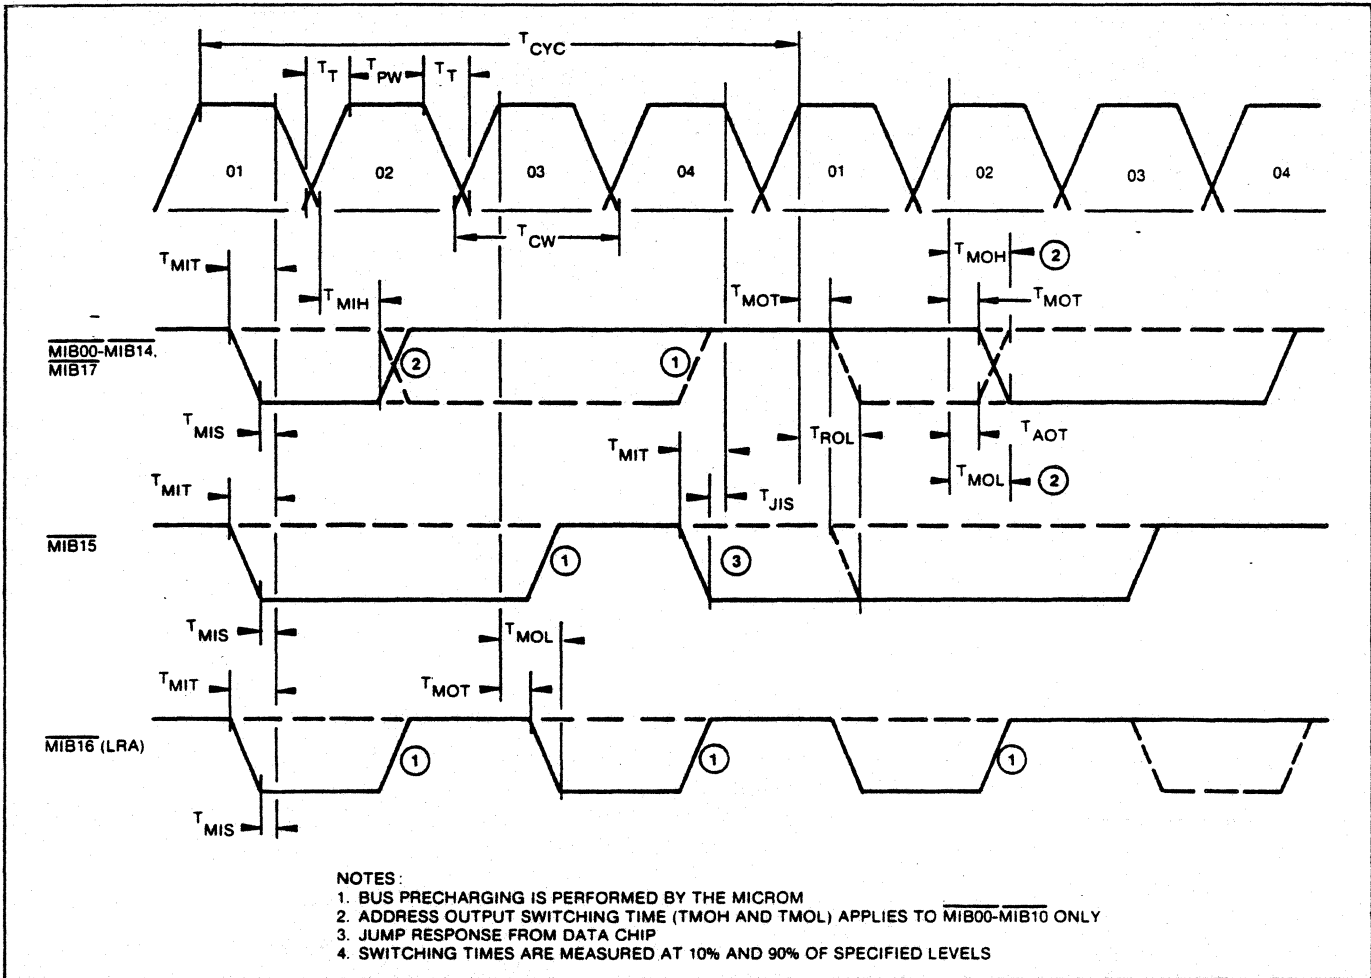 TCYC
TT TPW TT
01 02 03 04 01 02 03 04
TCW
TMIT TMOH 2
TMIH TMOT TMOT
MIB00-MIB14,
MIB17
2 1
TMIS TMIT TROL TAOT
TMIT TJIS TMOL 2
MIB15
1 3
TMIS TMOL
TMIT TMOT
MIB16 (LRA)
1 1 1
TMIS
NOTES:
1. BUS PRECHARGING IS PERFORMED BY THE MICROM
2. ADDRESS OUTPUT SWITCHING TIME (TMOH AND TMOL) APPLIES TO MIB00-MIB10 ONLY
3. JUMP RESPONSE FROM DATA CHIP
4. SWITCHING TIMES ARE MEASURED AT 10% AND 90% OF SPECIFIED LEVELS